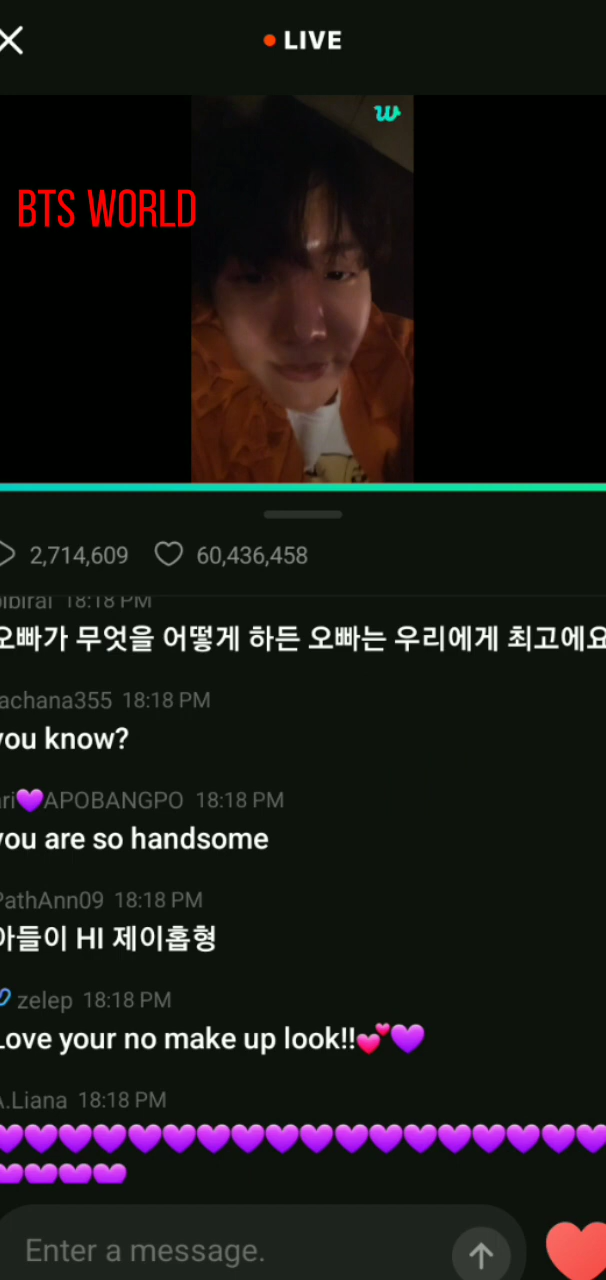 LIVE
w
BTS WORLD
2,714,609 60,436,458
18:18 PM
오빠가 무엇을 어떻게 하든 오빠는 우리에게 최고에요
achana355 18:18 PM
you know?
ri💜APOBANGPO 18:18 PM
you are so handsome
PathAnn09 18:18 PM
아들이 HI 제이홉형
zelep 18:18 PM
Love your no make up look!!💕💜
A.Liana 18:18 PM
💜💜💜💜💜💜💜💜💜💜💜💜💜💜💜💜💜💜
💜💜💜💜
Enter a message.